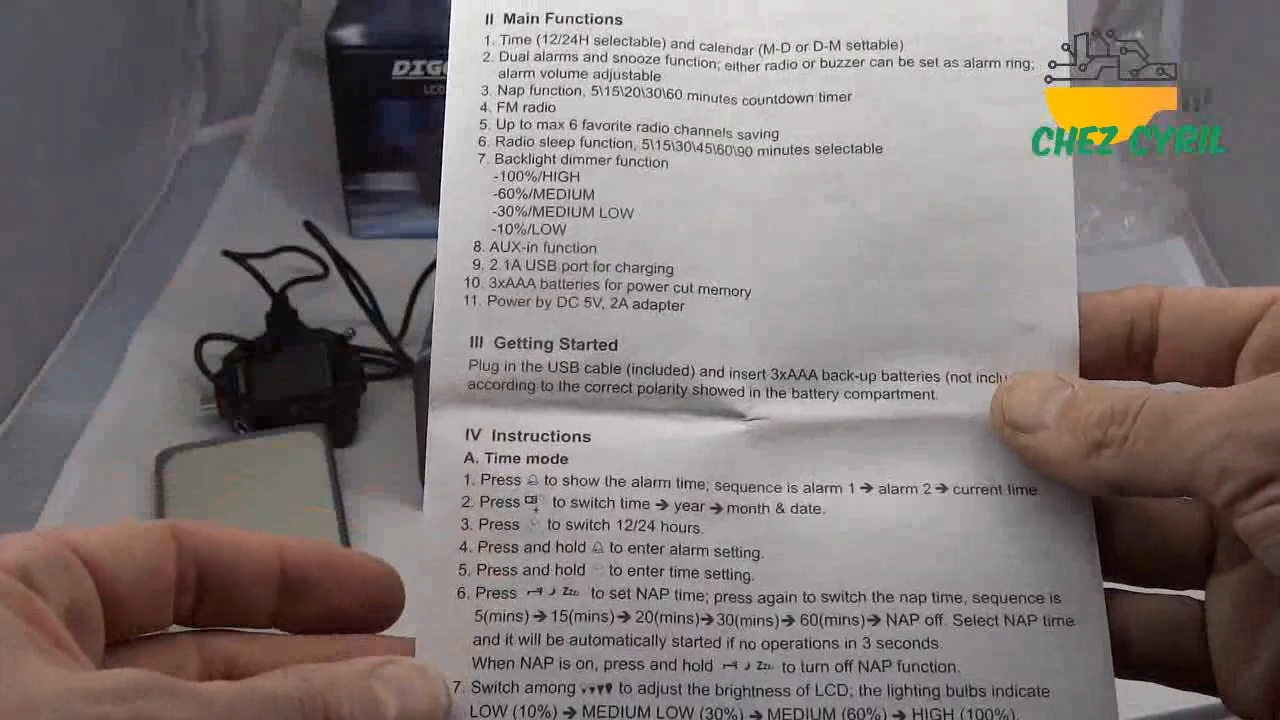 II Main Functions
1. Time (12/24H selectable) and calendar (M-D or D-M settable)
2. Dual alarms and snooze function; either radio or buzzer can be set as alarm ring;
alarm volume adjustable
3. Nap function, 5\15\20\30\60 minutes countdown timer
4. FM radio
5. Up to max 6 favorite radio channels saving
6. Radio sleep function, 5\15\30\45\60\90 minutes selectable
7. Backlight dimmer function
-100%/HIGH
-60%/MEDIUM
-30%/MEDIUM LOW
-10%/LOW
8. AUX-in function
9. 2.1A USB port for charging
10. 3xAAA batteries for power cut memory
11. Power by DC 5V, 2A adapter
III Getting Started
Plug in the USB cable (included) and insert 3xAAA back-up batteries (not
according to the correct polarity showed in the battery compartment.
IV Instructions
A. Time mode
1. Press to show the alarm time; sequence is alarm 1 → alarm 2 → current time
2. Press to switch time → year → month & date.
3. Press to switch 12/24 hours.
4. Press and hold to enter alarm setting.
5. Press and hold to enter time setting.
6. Press Zzz to set NAP time; press again to switch the nap time, sequence is
5(mins) → 15(mins) → 20(mins) → 30(mins) → 60(mins) → NAP off. Select NAP time
and it will be automatically started if no operations in 3 seconds.
When NAP is on, press and hold Zzz to turn off NAP function.
7. Switch among to adjust the brightness of LCD; the lighting bulbs indicate
LOW (10%) → MEDIUM LOW (30%) → MEDIUM (60%) → HIGH (100%).
LCD
CHEZ CYRIL